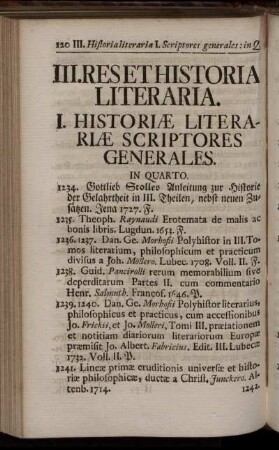 120 III. Historia literaria I. Scriptores generales: in Q.
III. RES ET HISTORIA
LITERARIA.
I. HISTORIÆ LITERA-
RIÆ SCRIPTORES
GENERALES.
IN QUARTO.
1234. Gottlieb Stolles Anleitung zur Historie
der Gelahrtheit in III. Theilen, nebst neuen Zu-
sätzen. Jena 1727. F.
1235. Theoph. Raynaudi Erotemata de malis ac
bonis libris. Lugdun. 1653. F.
1236.1237. Dan. Ge. Morhofii Polyhistor in III. To-
mos literarium, philosophicum et practicum
divisus a Joh. Mollero. Lubec. 1708. Voll II. F.
1238. Guid. Pancirolli rerum memorabilium sive
deperditarum Partes II. cum commentario
Henr. Salmuth. Francof. 1646. P.
1239.1240. Dan. Ge. Morhofii Polyhistor literarius,
philosophicus et practicus, cum accessionibus
Jo. Frickii, et Jo. Molleri, Tomi III. præfationem
et notitiam diariorum literariorum Europæ
præmisit Jo. Albert. Fabricius. Edit. III. Lubecæ
1732. Voll. II. P.
1241. Lineæ primæ eruditionis universæ et histo-
riæ philosophicæ, ductæ a Christ. Junckero. Al-
tenb. 1714.
1242.